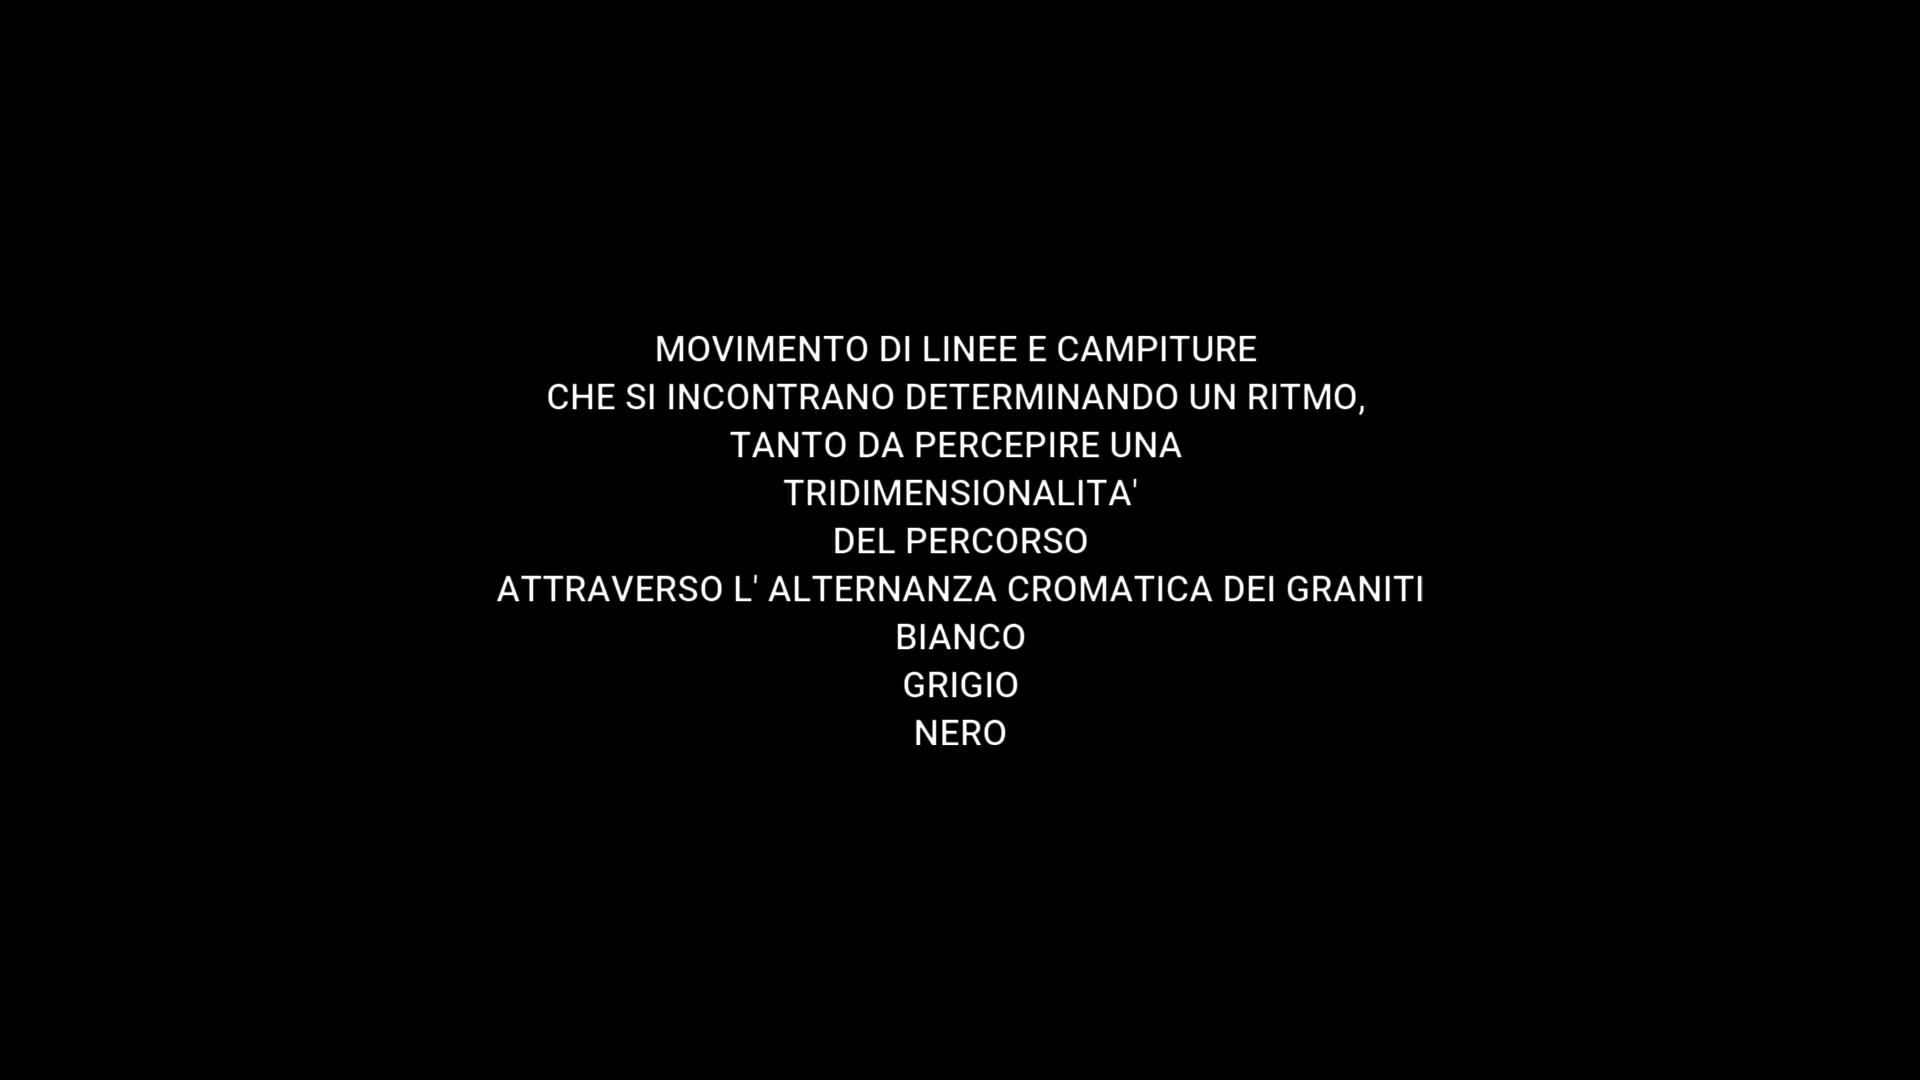 MOVIMENTO DI LINEE E CAMPITURE
CHE SI INCONTRANO DETERMINANDO UN RITMO,
TANTO DA PERCEPIRE UNA
TRIDIMENSIONALITA'
DEL PERCORSO
ATTRAVERSO L' ALTERNANZA CROMATICA DEI GRANITI
BIANCO
GRIGIO
NERO